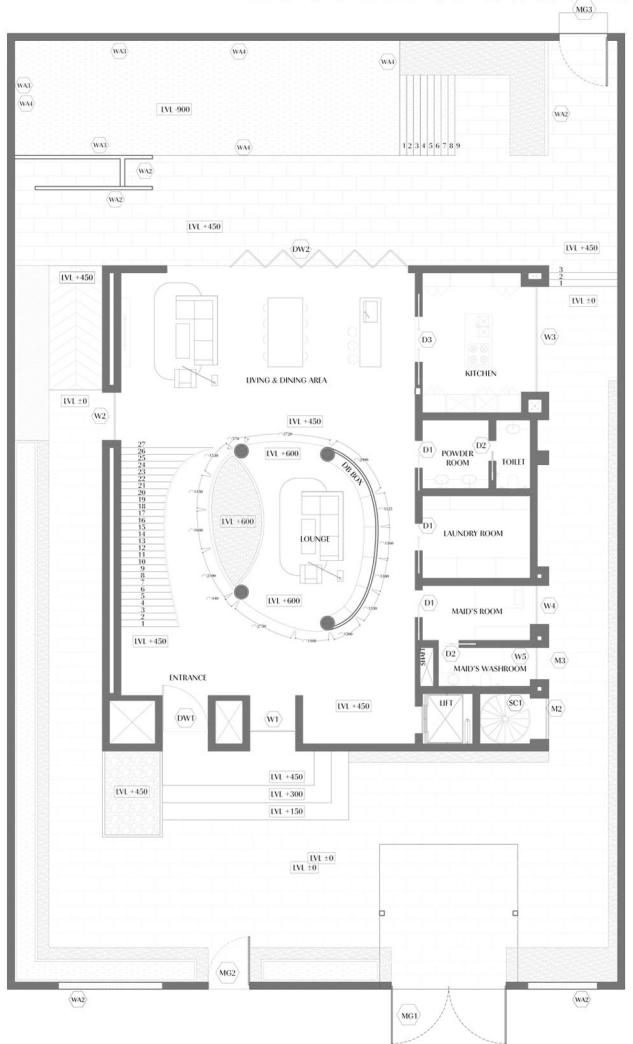 MG3
WA3
WA4
WA4
WA3
WA4
LVL -900
WA2
1 2 3 4 5 6 7 8 9
WA3
WA4
WA2
WA2
LVL +450
DW2
LVL +450
LVL +450
3
2
1
LVL ±0
D3
W3
KITCHEN
LIVING & DINING AREA
LVL ±0
W2
LVL +450
27
26
25
24
23
22
21
20
19
18
17
16
15
14
13
12
11
10
9
8
7
6
5
4
3
2
1
LVL +600
DB BOX
D1
D2
POWDER
ROOM
TOILET
LVL +600
LOUNGE
D1
LAUNDRY ROOM
LVL +600
D1
MAID'S ROOM
W4
LVL +450
D2
W5
SHAFT
MAID'S WASHROOM
M3
ENTRANCE
LVL +450
LIFT
SC1
M2
DW1
W1
LVL +450
LVL +450
LVL +300
LVL +150
LVL ±0
LVL ±0
MG2
WA2
MG1
WA2